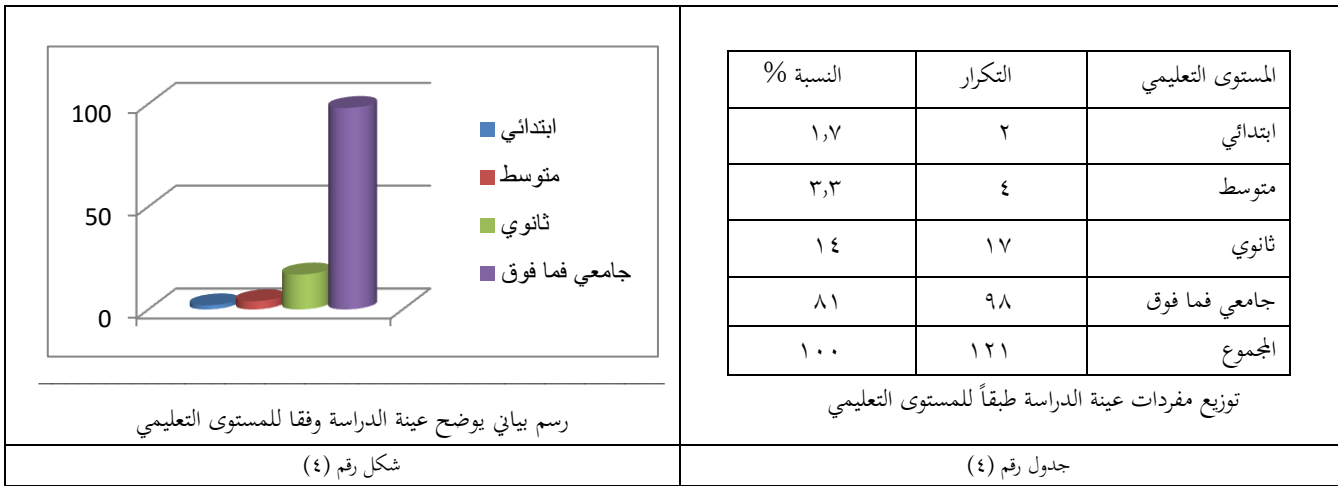 المستوى التعليمي التكرار النسبة %
ابتدائي ٢ ١,٧
متوسط ٤ ٣,٣
ثانوي ١٧ ١٤
جامعي فما فوق ٩٨ ٨١
المجموع ١٢١ ١٠٠
توزيع مفردات عينة الدراسة طبقاً للمستوى التعليمي
جدول رقم (٤)
100
50
0
ابتدائي
متوسط
ثانوي
جامعي فما فوق
رسم بياني يوضح عينة الدراسة وفقا للمستوى التعليمي
شكل رقم (٤)